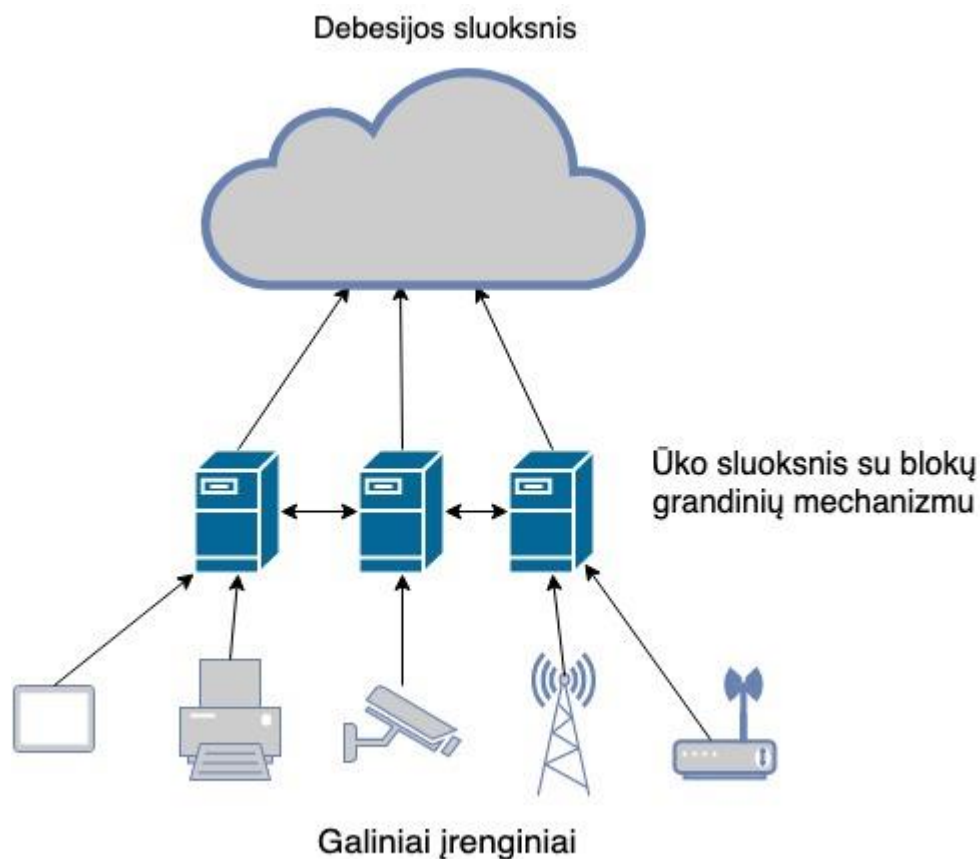 Debesijos sluoksnis
Ūko sluoksnis su blokų
grandinių mechanizmu
Galiniai įrenginiai